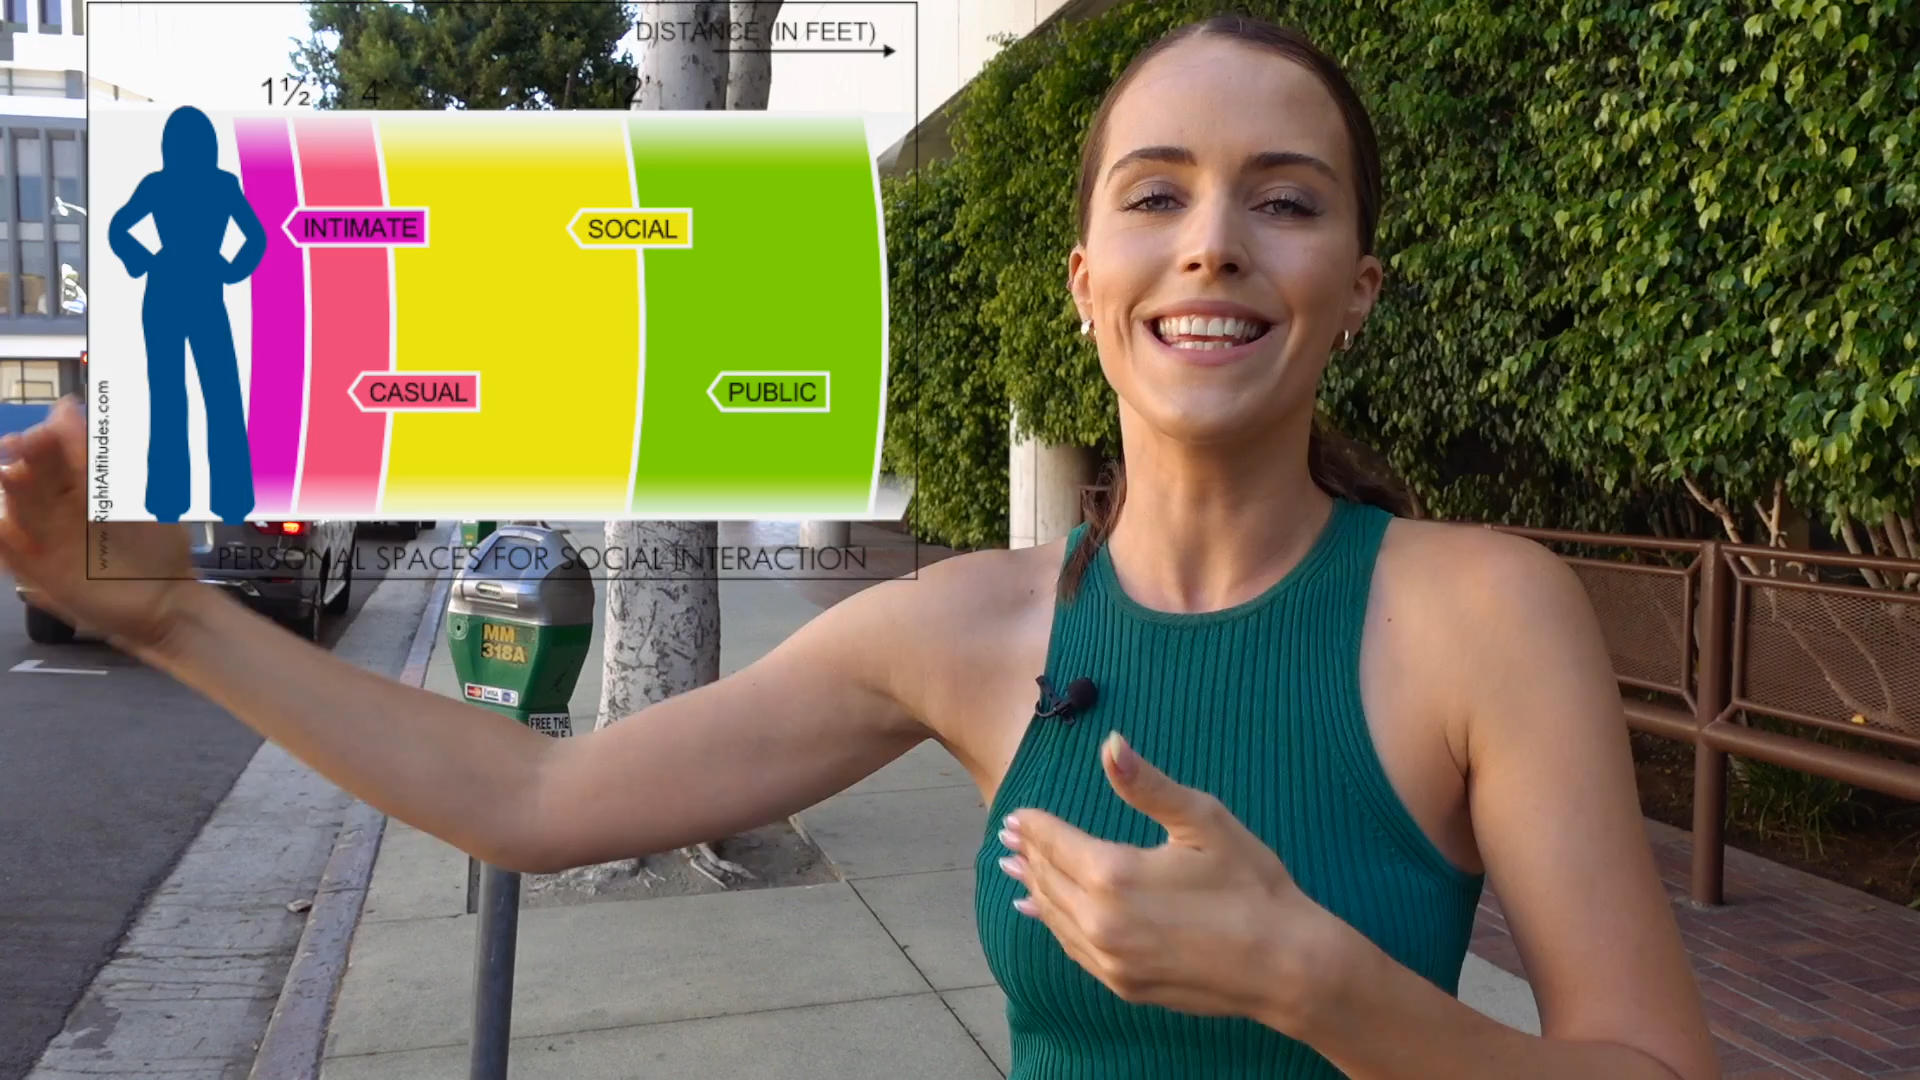 DISTANCE (IN FEET)
1½' 4' 12'
INTIMATE
SOCIAL
CASUAL
PUBLIC
www.RightAttitudes.com
PERSONAL SPACES FOR SOCIAL INTERACTION
MM
318A
VISA
FREE THE